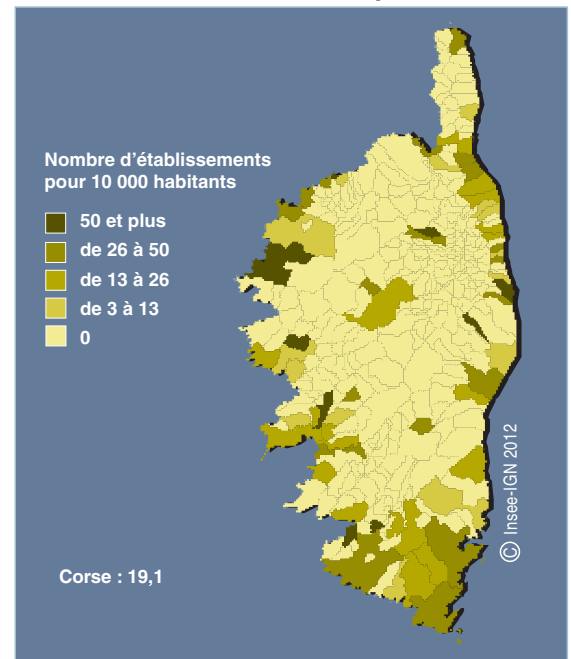 Nombre d'établissements
pour 10 000 habitants
50 et plus
de 26 à 50
de 13 à 26
de 3 à 13
0
© Insee-IGN 2012
Corse : 19,1